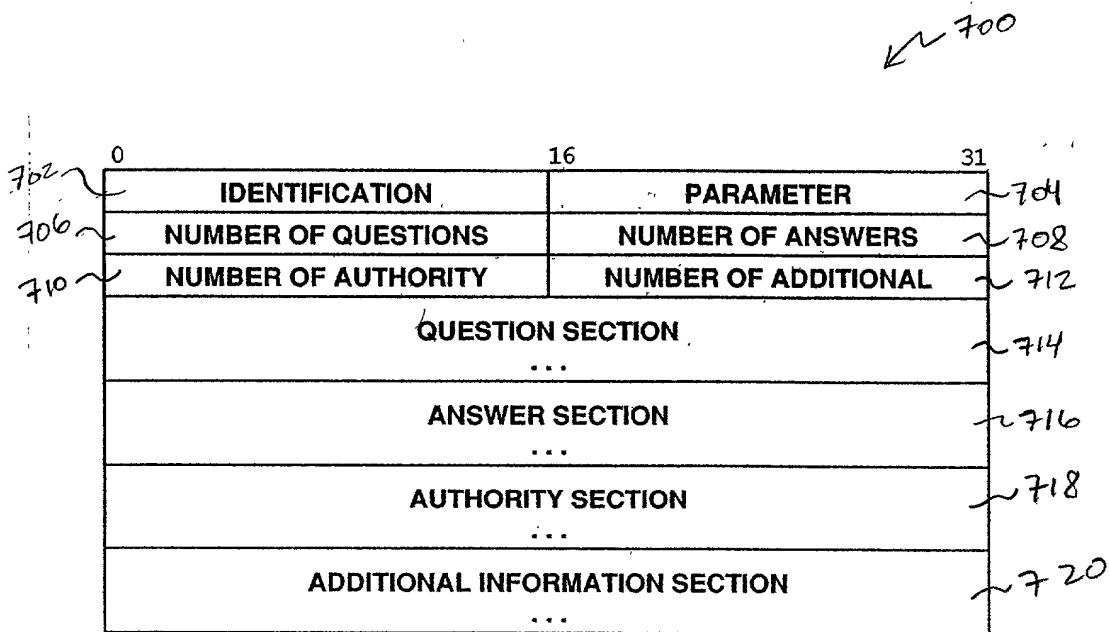 700
0 16 31
702 IDENTIFICATION PARAMETER 704
706 NUMBER OF QUESTIONS NUMBER OF ANSWERS 708
710 NUMBER OF AUTHORITY NUMBER OF ADDITIONAL 712
QUESTION SECTION
... 714
ANSWER SECTION 716
...
AUTHORITY SECTION 718
...
ADDITIONAL INFORMATION SECTION 720
...